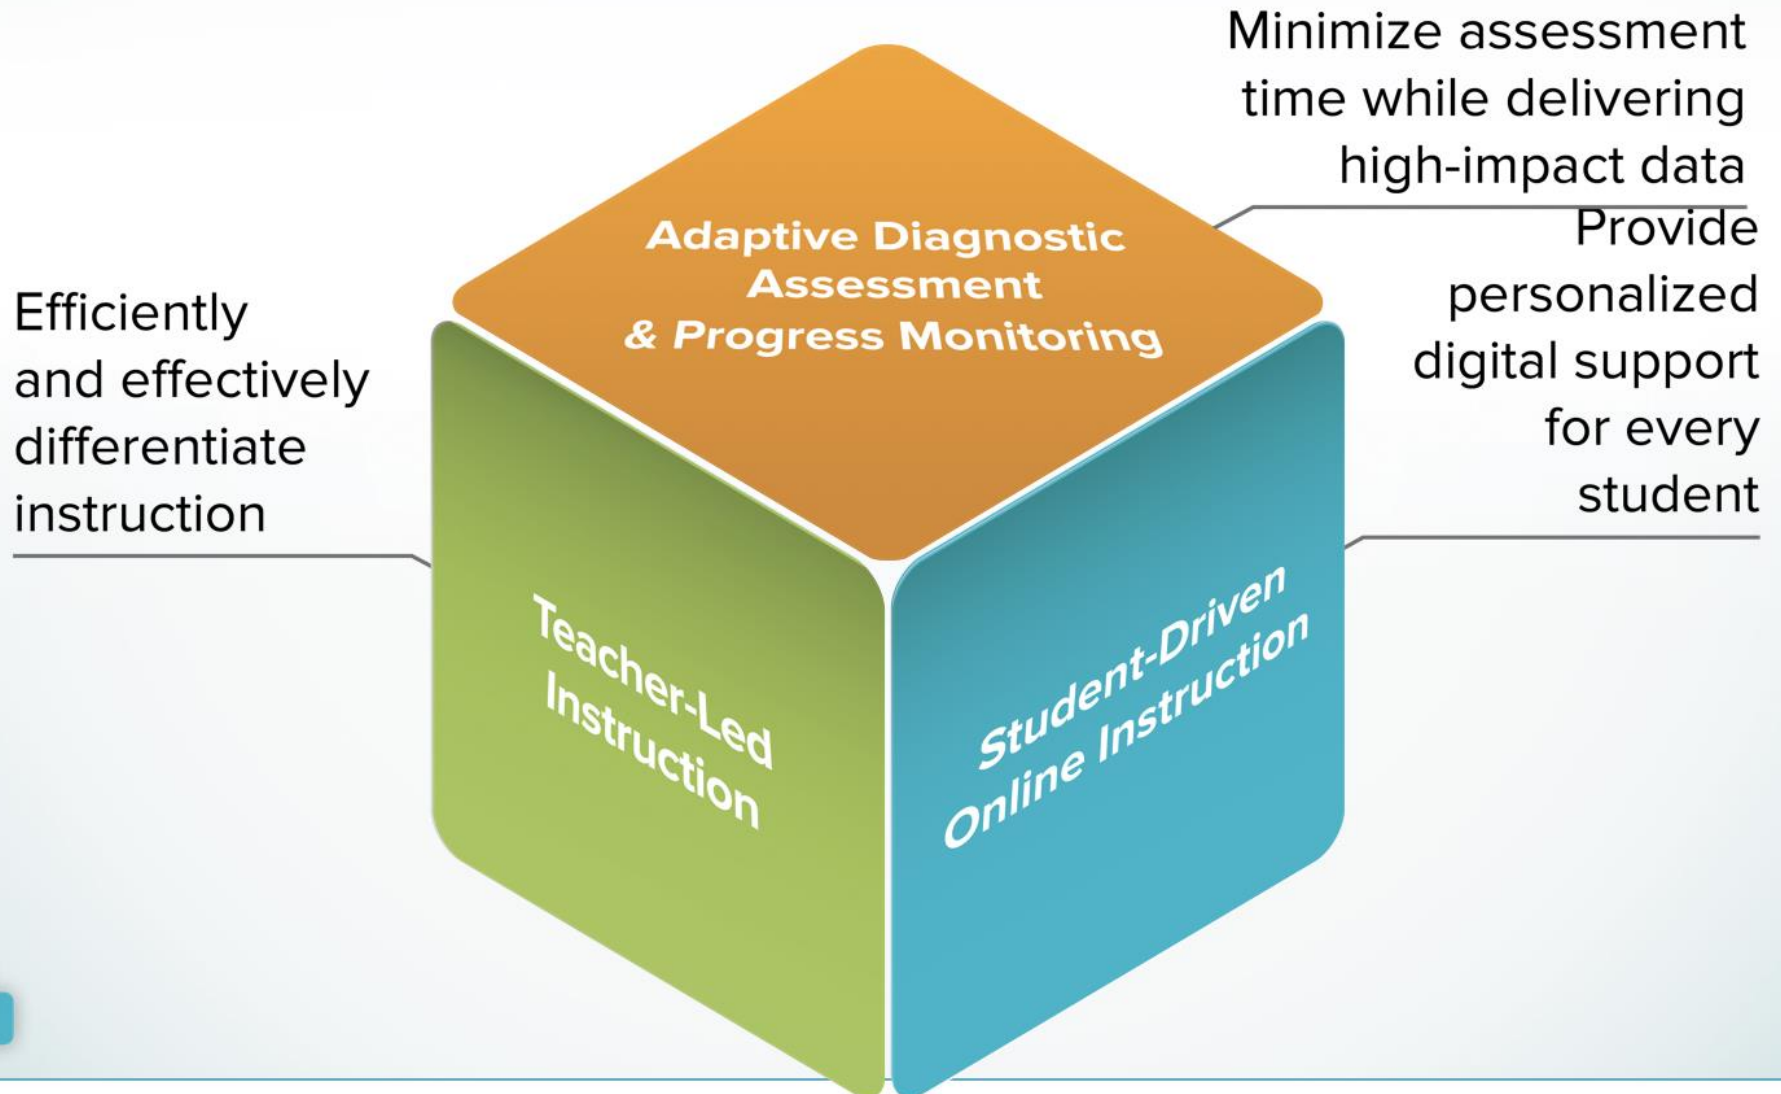 Minimize assessment
time while delivering
high-impact data
Provide
personalized
digital support
for every
student
Efficiently
and effectively
differentiate
instruction
Adaptive Diagnostic
Assessment
& Progress Monitoring
Teacher-Led
Instruction
Student-Driven
Online Instruction